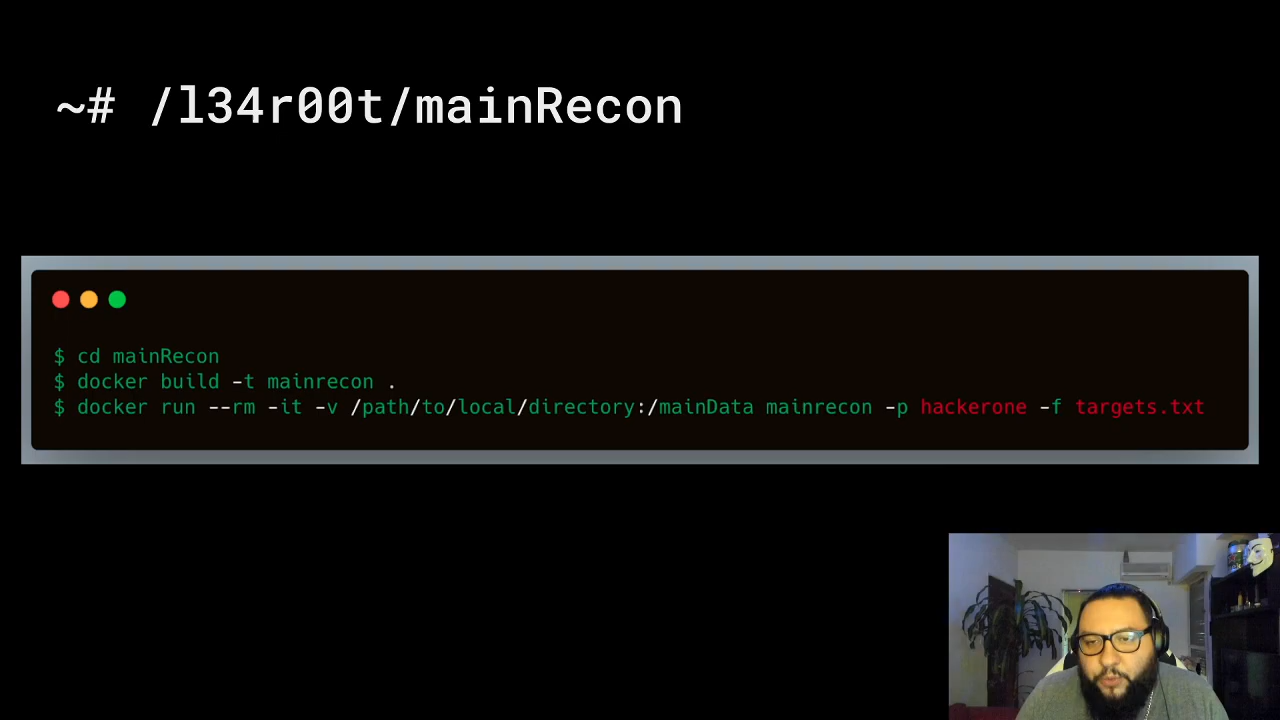 ~# /l34r00t/mainRecon
$ cd mainRecon
$ docker build -t mainrecon .
$ docker run --rm -it -v /path/to/local/directory:/mainData mainrecon -p hackerone -f targets.txt